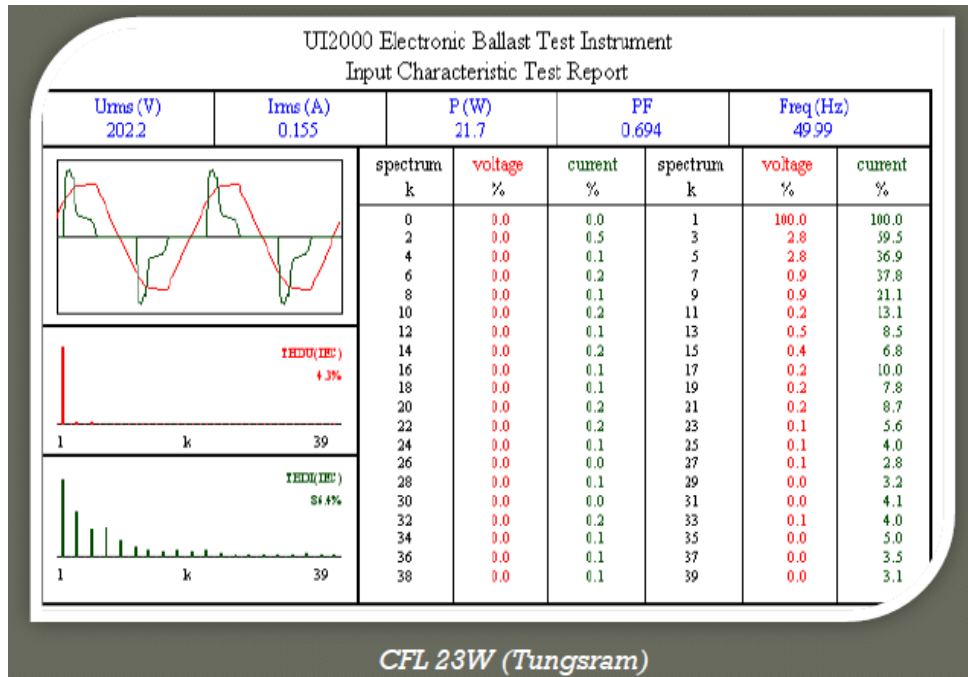 UI2000 Electronic Ballast Test Instrument
Input Characteristic Test Report
Urms (V) Irms (A) P (W) PF Freq (Hz)
202.2 0.155 21.7 0.694 49.99
spectrum voltage current spectrum voltage current
k % % k % %
0 0.0 0.0 1 100.0 100.0
2 0.0 0.5 3 2.8 59.5
4 0.0 0.1 5 2.8 36.9
6 0.0 0.2 7 0.9 37.8
8 0.0 0.1 9 0.9 21.1
10 0.0 0.2 11 0.2 13.1
12 0.0 0.1 13 0.5 8.5
14 0.0 0.2 15 0.4 6.8
16 0.0 0.1 17 0.2 10.0
18 0.0 0.1 19 0.2 7.8
20 0.0 0.2 21 0.2 8.7
22 0.0 0.2 23 0.1 5.6
24 0.0 0.1 25 0.1 4.0
26 0.0 0.0 27 0.1 2.8
28 0.0 0.1 29 0.0 3.2
30 0.0 0.0 31 0.0 4.1
32 0.0 0.2 33 0.1 4.0
34 0.0 0.1 35 0.0 5.0
36 0.0 0.1 37 0.0 3.5
38 0.0 0.1 39 0.0 3.1
THDU(IEC)
4.3%
1 k 39
THDI(IEC)
84.4%
1 k 39
CFL 23W (Tungsram)